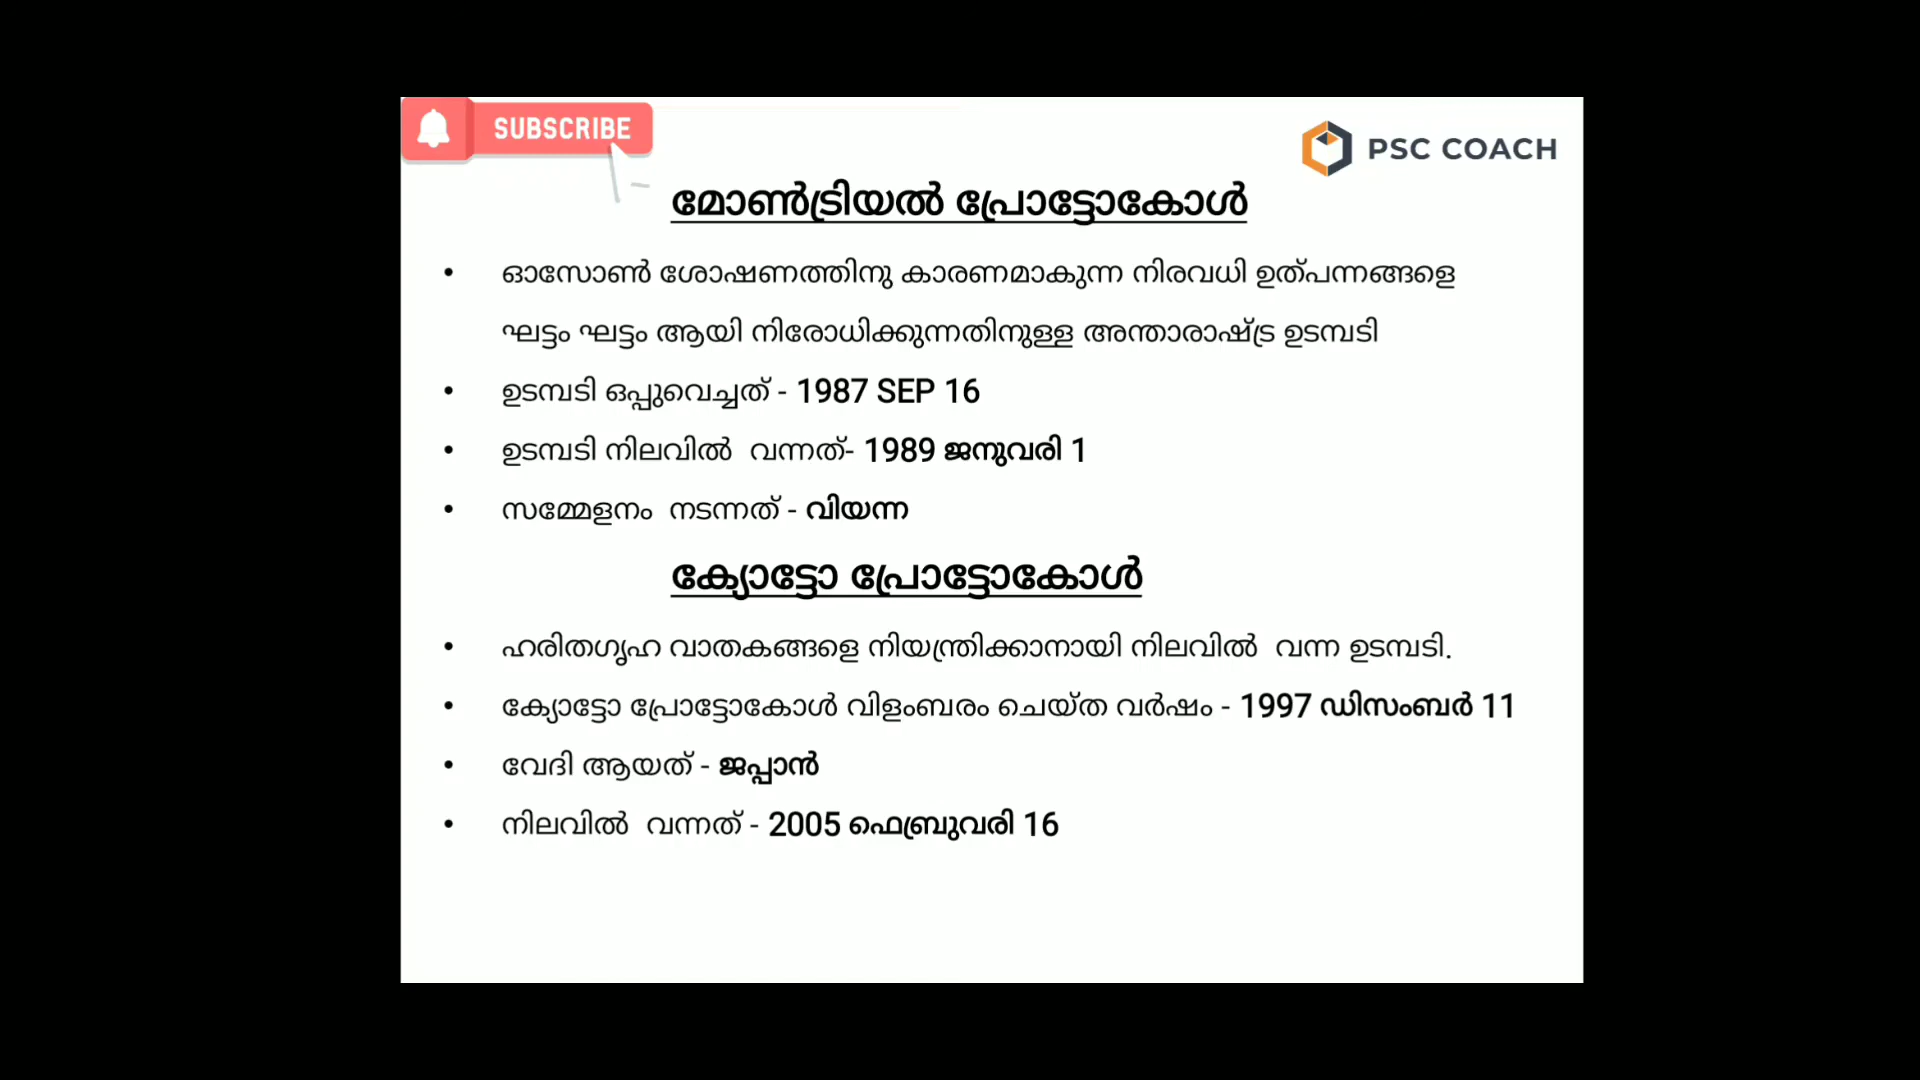 SUBSCRIBE
PSC COACH
മോൺട്രിയൽ പ്രോട്ടോകോൾ
• ഓസോൺ ശോഷണത്തിനു കാരണമാകുന്ന നിരവധി ഉത്പന്നങ്ങളെ
ഘട്ടം ഘട്ടം ആയി നിരോധിക്കുന്നതിനുള്ള അന്താരാഷ്ട്ര ഉടമ്പടി
• ഉടമ്പടി ഒപ്പുവെച്ചത് - 1987 SEP 16
• ഉടമ്പടി നിലവിൽ വന്നത്- 1989 ജനുവരി 1
• സമ്മേളനം നടന്നത് - വിയന്ന
ക്യോട്ടോ പ്രോട്ടോകോൾ
• ഹരിതഗൃഹ വാതകങ്ങളെ നിയന്ത്രിക്കാനായി നിലവിൽ വന്ന ഉടമ്പടി.
• ക്യോട്ടോ പ്രോട്ടോകോൾ വിളംബരം ചെയ്ത വർഷം - 1997 ഡിസംബർ 11
• വേദി ആയത് - ജപ്പാൻ
• നിലവിൽ വന്നത് - 2005 ഫെബ്രുവരി 16